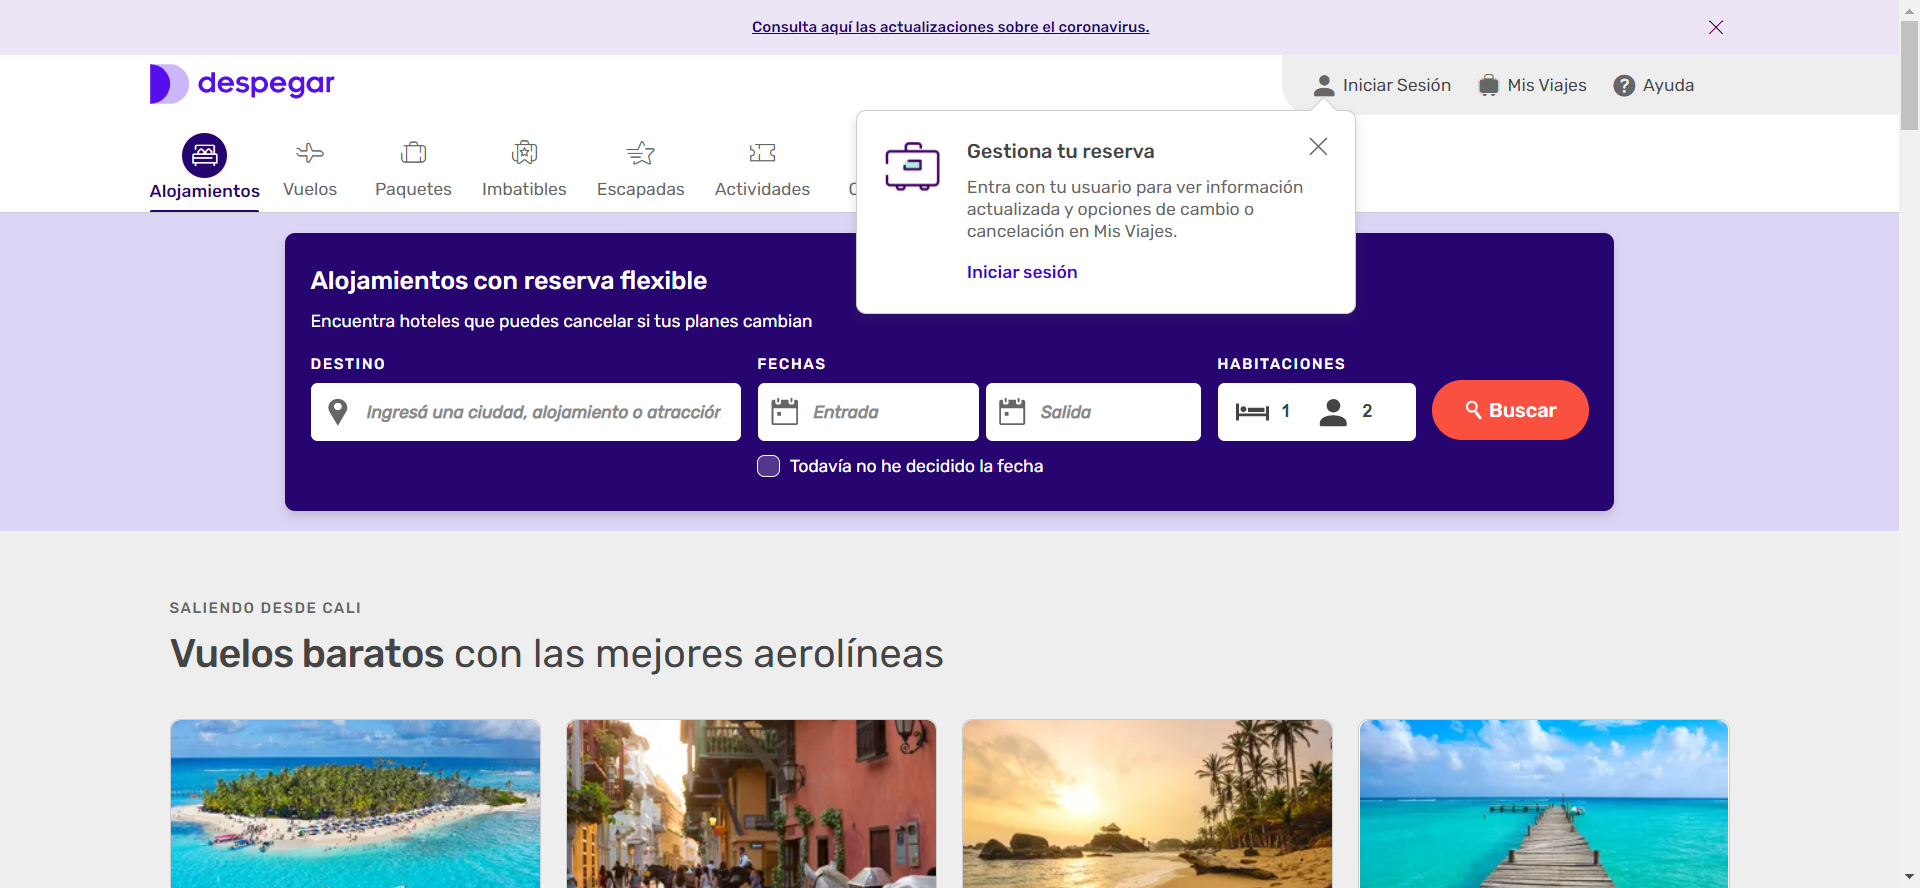 Consulta aquí las actualizaciones sobre el coronavirus.
despegar
Iniciar Sesión
Mis Viajes
? Ayuda
Alojamientos
Vuelos
Paquetes
Imbatibles
Escapadas
Actividades
Gestiona tu reserva
Entra con tu usuario para ver información
actualizada y opciones de cambio o
cancelación en Mis Viajes.
Iniciar sesión
Alojamientos con reserva flexible
Encuentra hoteles que puedes cancelar si tus planes cambian
DESTINO
FECHAS
HABITACIONES
Ingresá una ciudad, alojamiento o atracción
Entrada
Salida
1
2
Buscar
Todavía no he decidido la fecha
SALIENDO DESDE CALI
Vuelos baratos con las mejores aerolíneas